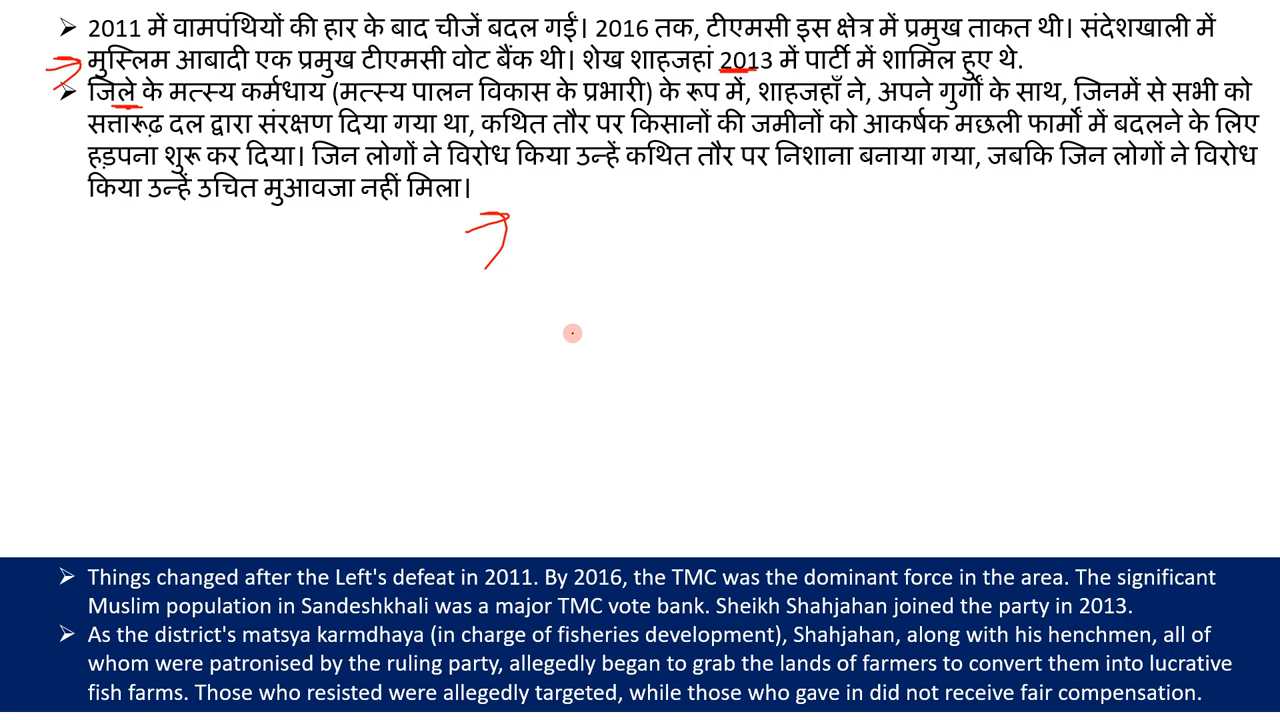 ➢ 2011 में वामपंथियों की हार के बाद चीजें बदल गईं। 2016 तक, टीएमसी इस क्षेत्र में प्रमुख ताकत थी। संदेशखाली में
मुस्लिम आबादी एक प्रमुख टीएमसी वोट बैंक थी। शेख शाहजहां 2013 में पार्टी में शामिल हुए थे.
➢ जिले के मत्स्य कर्मधाय (मत्स्य पालन विकास के प्रभारी) के रूप में, शाहजहाँ ने, अपने गुर्गों के साथ, जिनमें से सभी को
सत्तारूढ़ दल द्वारा संरक्षण दिया गया था, कथित तौर पर किसानों की जमीनों को आकर्षक मछली फार्मों में बदलने के लिए
हड़पना शुरू कर दिया। जिन लोगों ने विरोध किया उन्हें कथित तौर पर निशाना बनाया गया, जबकि जिन लोगों ने विरोध
किया उन्हें उचित मुआवजा नहीं मिला।
➢ Things changed after the Left's defeat in 2011. By 2016, the TMC was the dominant force in the area. The significant
Muslim population in Sandeshkhali was a major TMC vote bank. Sheikh Shahjahan joined the party in 2013.
➢ As the district's matsya karmdhaya (in charge of fisheries development), Shahjahan, along with his henchmen, all of
whom were patronised by the ruling party, allegedly began to grab the lands of farmers to convert them into lucrative
fish farms. Those who resisted were allegedly targeted, while those who gave in did not receive fair compensation.